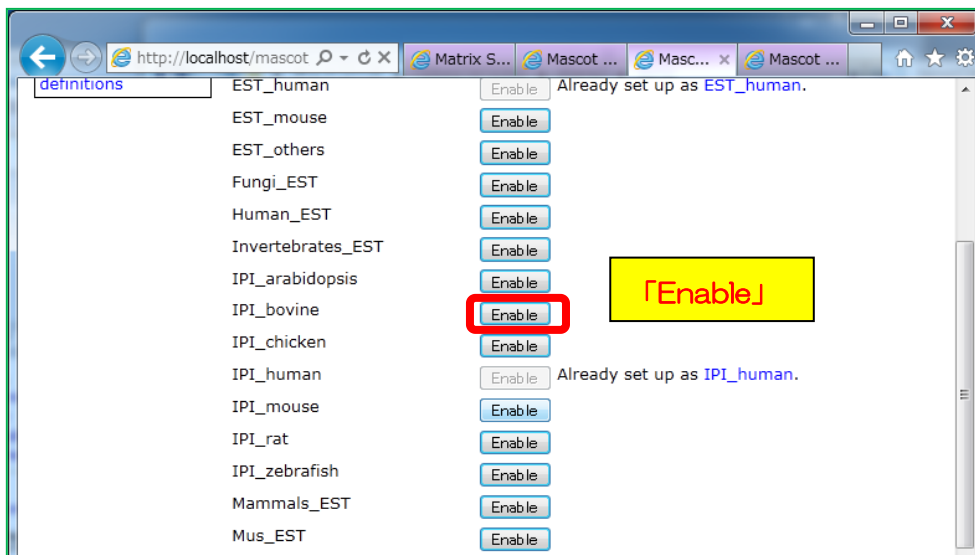 http://localhost/mascot
Matrix S...
Mascot ...
Masc...
Mascot ...
definitions
EST_human Enable Already set up as EST_human.
EST_mouse Enable
EST_others Enable
Fungi_EST Enable
Human_EST Enable
Invertebrates_EST Enable
IPI_arabidopsis Enable
IPI_bovine Enable
「Enable」
IPI_chicken Enable
IPI_human Enable Already set up as IPI_human.
IPI_mouse Enable
IPI_rat Enable
IPI_zebrafish Enable
Mammals_EST Enable
Mus_EST Enable